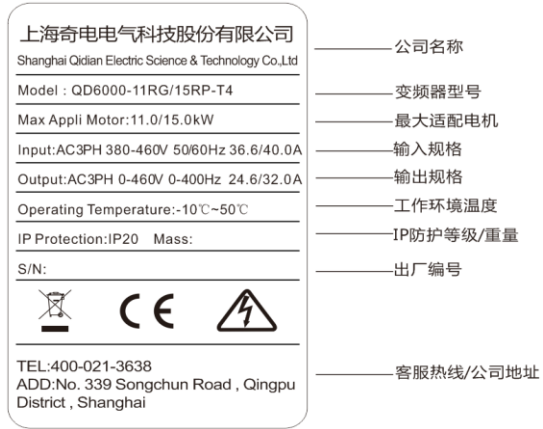 上海奇电电气科技股份有限公司
Shanghai Qidian Electric Science & Technology Co.,Ltd
公司名称
Model : QD6000-11RG/15RP-T4
变频器型号
Max Appli Motor:11.0/15.0kW
最大适配电机
Input:AC3PH 380-460V 50/60Hz 36.6/40.0A
输入规格
Output:AC3PH 0-460V 0-400Hz 24.6/32.0A
输出规格
Operating Temperature:-10℃~50℃
工作环境温度
IP Protection:IP20 Mass:
IP防护等级/重量
S/N:
出厂编号
CE
TEL:400-021-3638
ADD:No. 339 Songchun Road , Qingpu
District , Shanghai
客服热线/公司地址